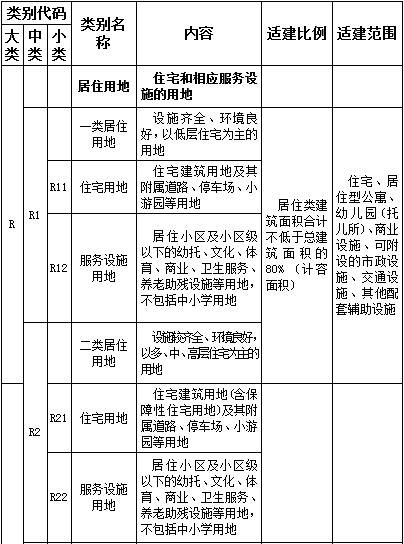 类别代码
类别名称
内容
适建比例
适建范围
大类
中类
小类
居住用地
住宅和相应服务设
施的用地
一类居住
用地
设施齐全、环境良
好，以低层住宅为主的
用地
R
R1
R11
住宅用地
住宅建筑用地及其
附属道路、停车场、小
游园等用地
居住类建
筑面积合计
不低于总建
筑面积的
80%（计容
面积）
住宅、居
住型公寓、
幼儿园（托
儿所）、商业
设施、可附
设的市政设
施、交通设
施、其他配
套辅助设施
R12
服务设施
用地
居住小区及小区级
以下的幼托、文化、体
育、商业、卫生服务、
养老助残设施等用地，
不包括中小学用地
二类居住
用地
设施较齐全、环境良好，
以多、中、高层住宅为主的
用地
R2
R21
住宅用地
住宅建筑用地(含保
障性住宅用地)及其附
属道路、停车场、小游
园等用地
R22
服务设施
用地
居住小区及小区级
以下的幼托、文化、体
育、商业、卫生服务、
养老助残设施等用地，
不包括中小学用地